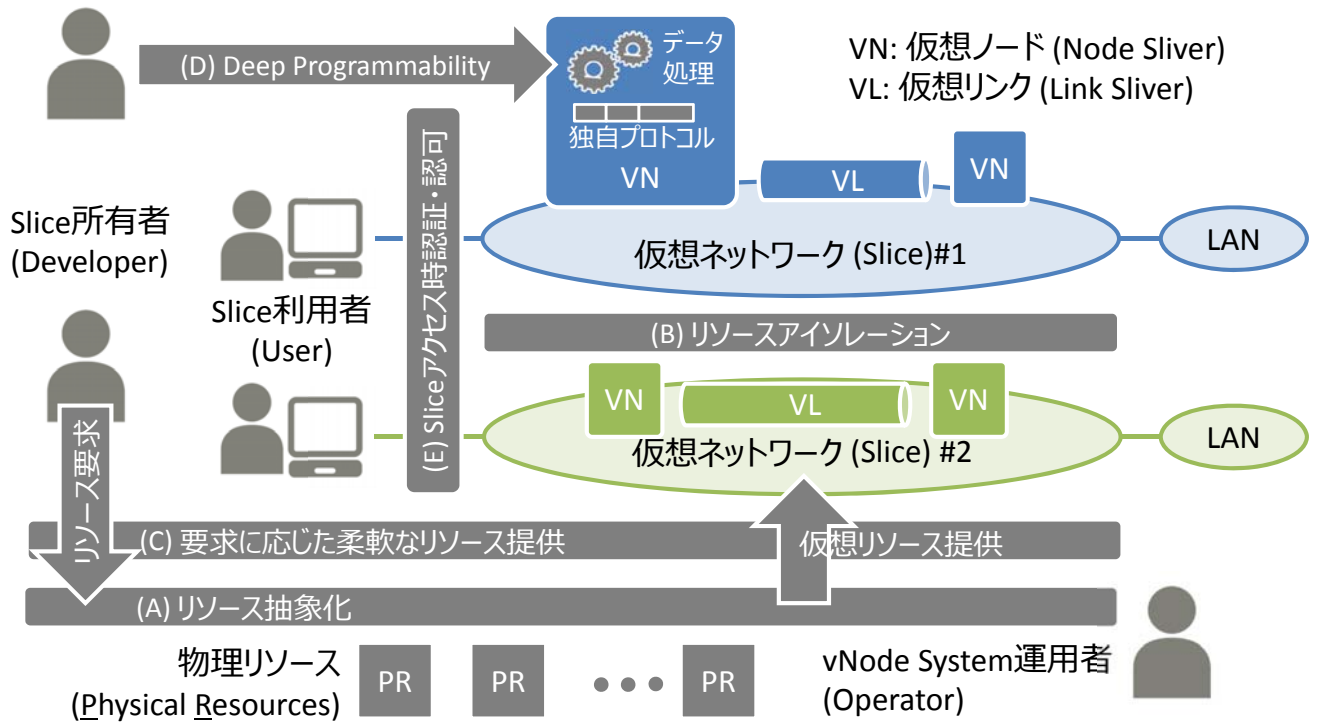 (D) Deep Programmability
データ
処理
独自プロトコル
VN
VN: 仮想ノード (Node Sliver)
VL: 仮想リンク (Link Sliver)
VL
VN
仮想ネットワーク (Slice)#1
LAN
Slice所有者
(Developer)
Slice利用者
(User)
(E) Sliceアクセス時認証・認可
(B) リソースアイソレーション
VN
VL
VN
仮想ネットワーク (Slice) #2
LAN
リソース要求
(C) 要求に応じた柔軟なリソース提供
仮想リソース提供
(A) リソース抽象化
物理リソース
(Physical Resources)
PR
PR
PR
vNode System運用者
(Operator)